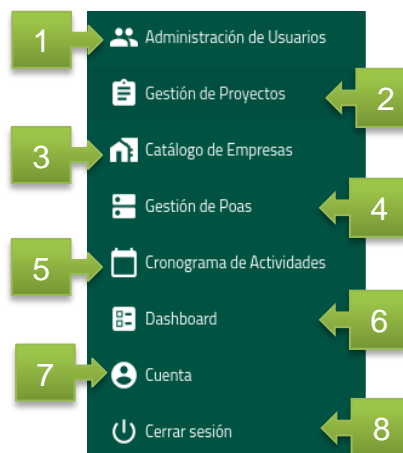 1 Administración de Usuarios
Gestión de Proyectos 2
3 Catálogo de Empresas
Gestión de Poas 4
5 Cronograma de Actividades
Dashboard 6
7 Cuenta
Cerrar sesión 8